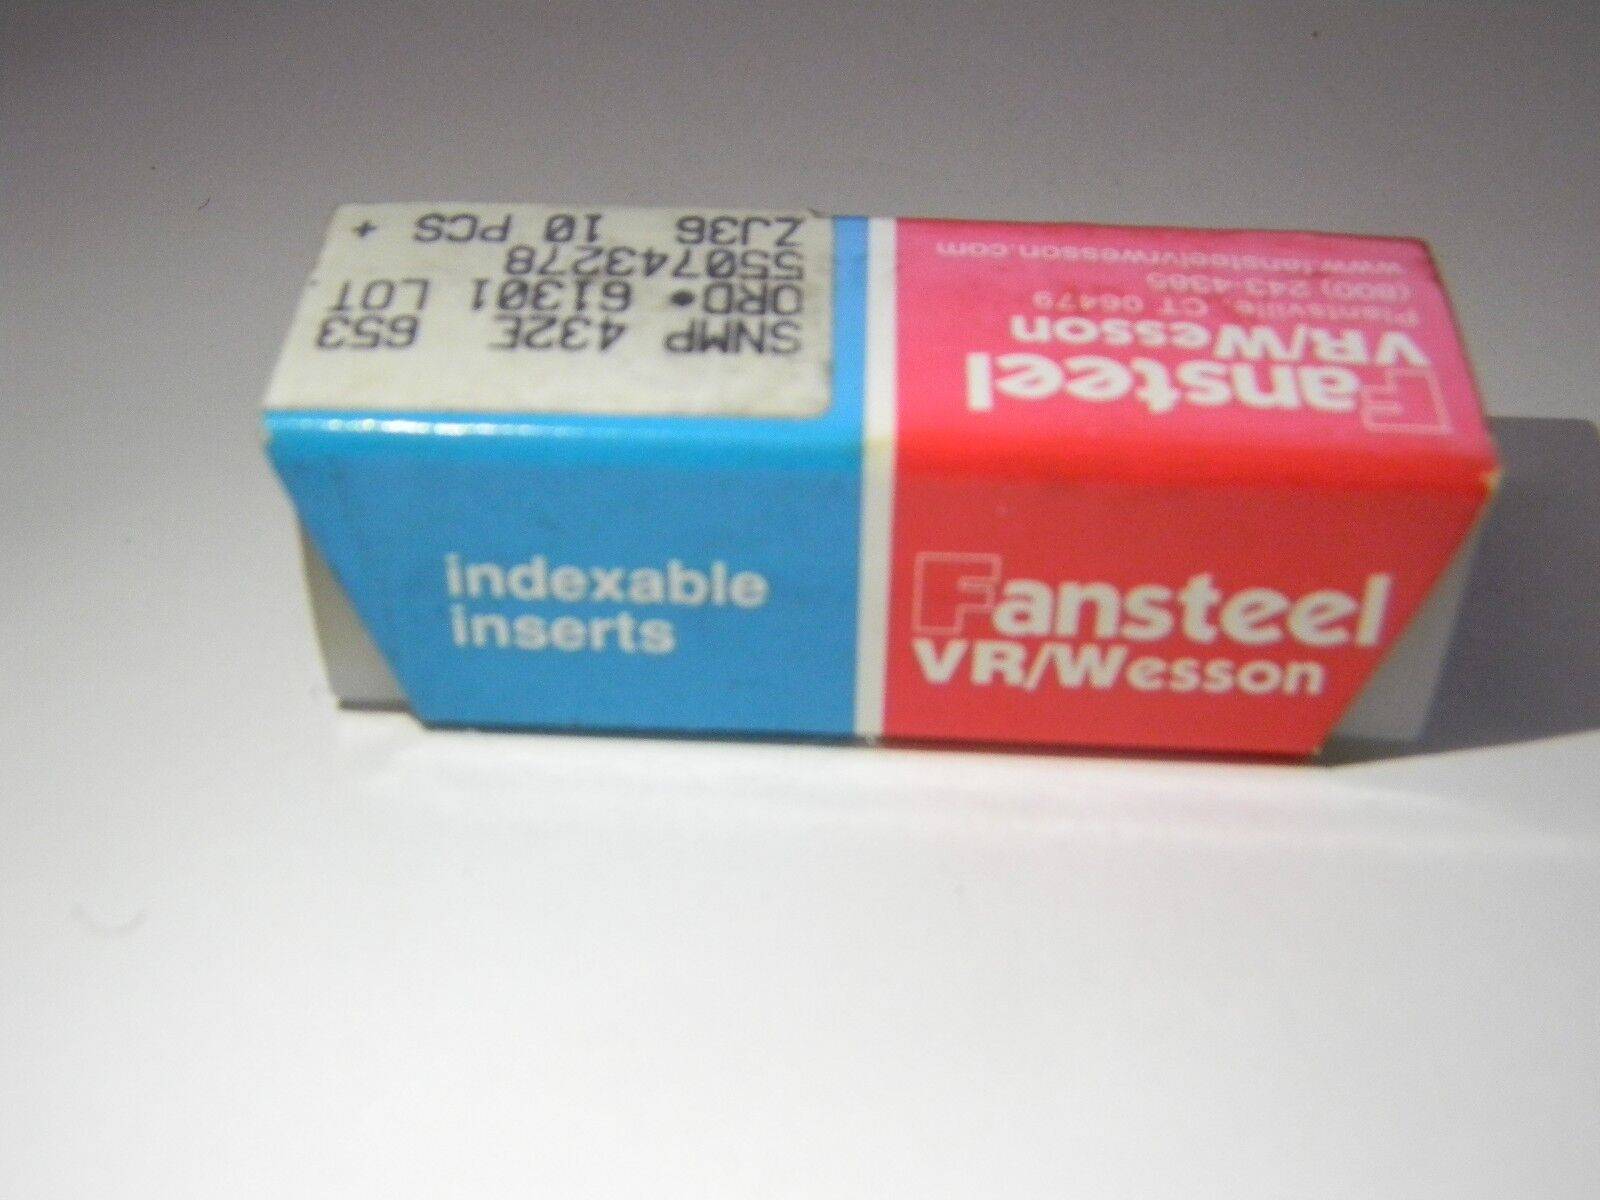 SNMP 432E 653
ORD• 61301 LOT
550743278
ZJ36 10 PCS +
Fansteel
VR/Wesson
Plantsville, CT 06479
(800) 243-4365
www.fansteelvrwesson.com
indexable
inserts
Fansteel
VR/Wesson